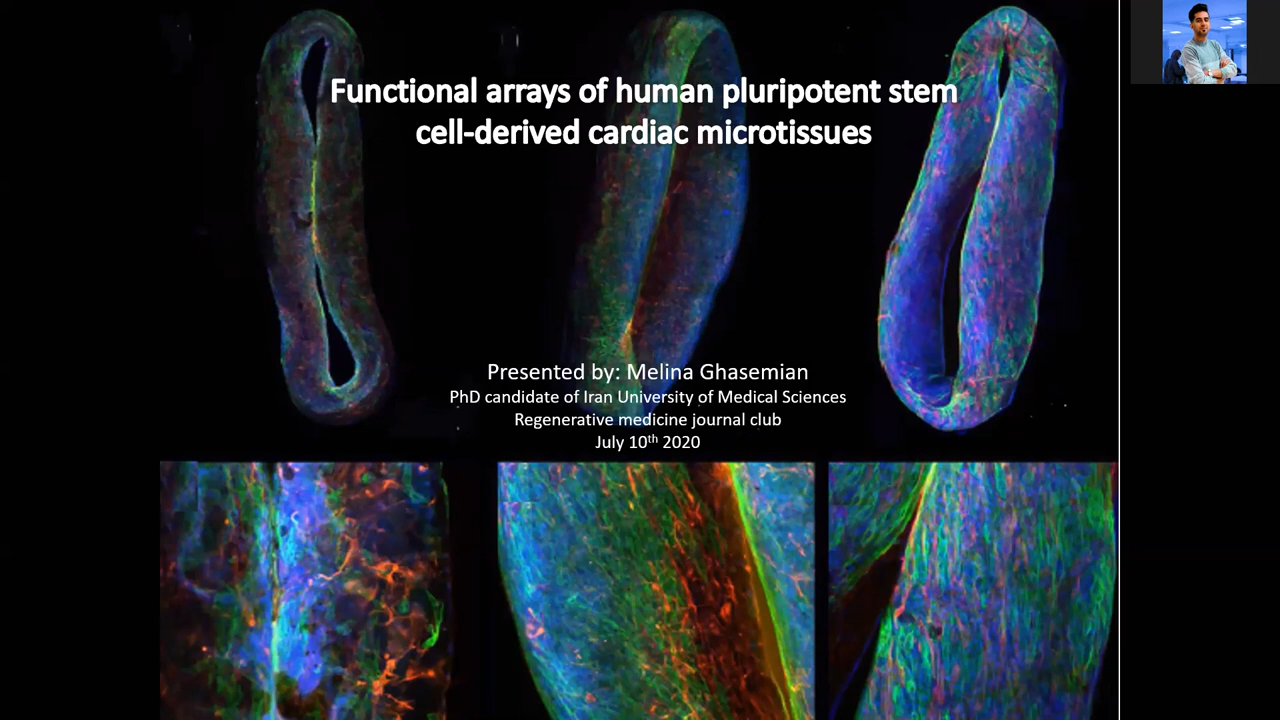 Functional arrays of human pluripotent stem
cell-derived cardiac microtissues
Presented by: Melina Ghasemian
PhD candidate of Iran University of Medical Sciences
Regenerative medicine journal club
July 10th 2020